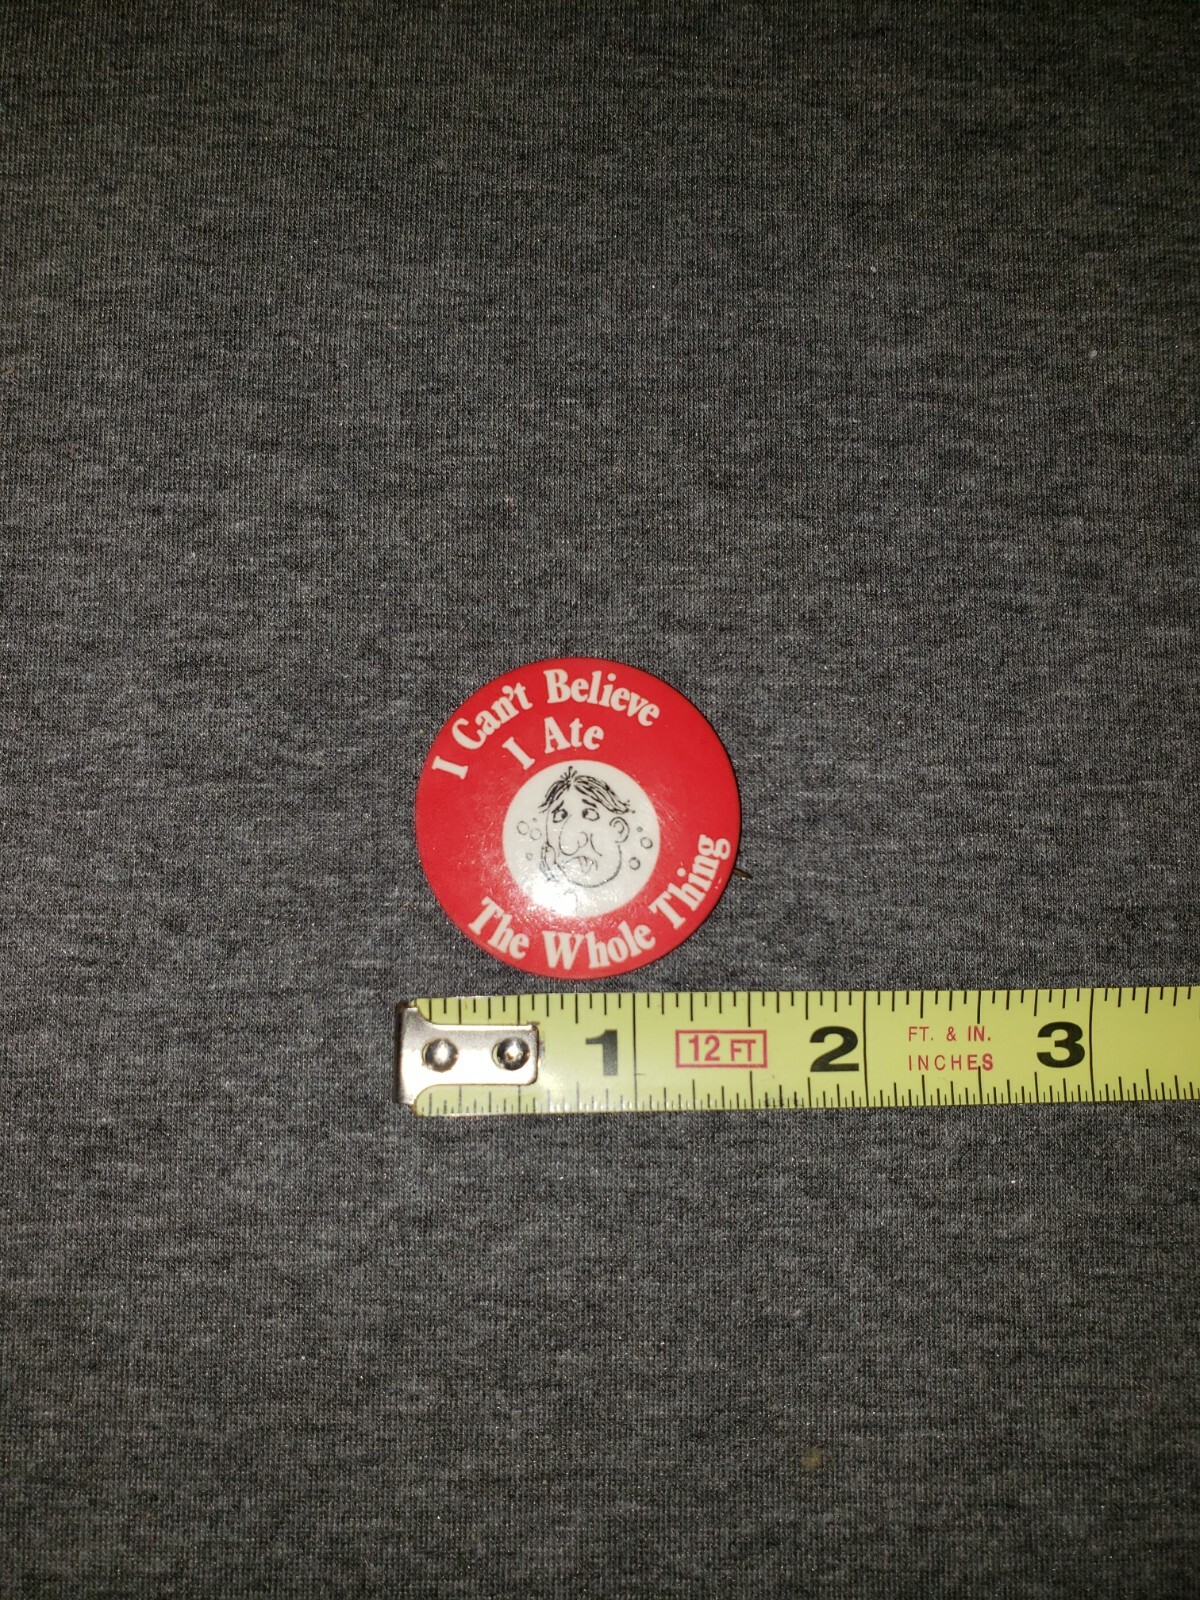 I Can't Believe
I Ate
The Whole Thing
1 12 FT 2 FT. & IN. 3
INCHES